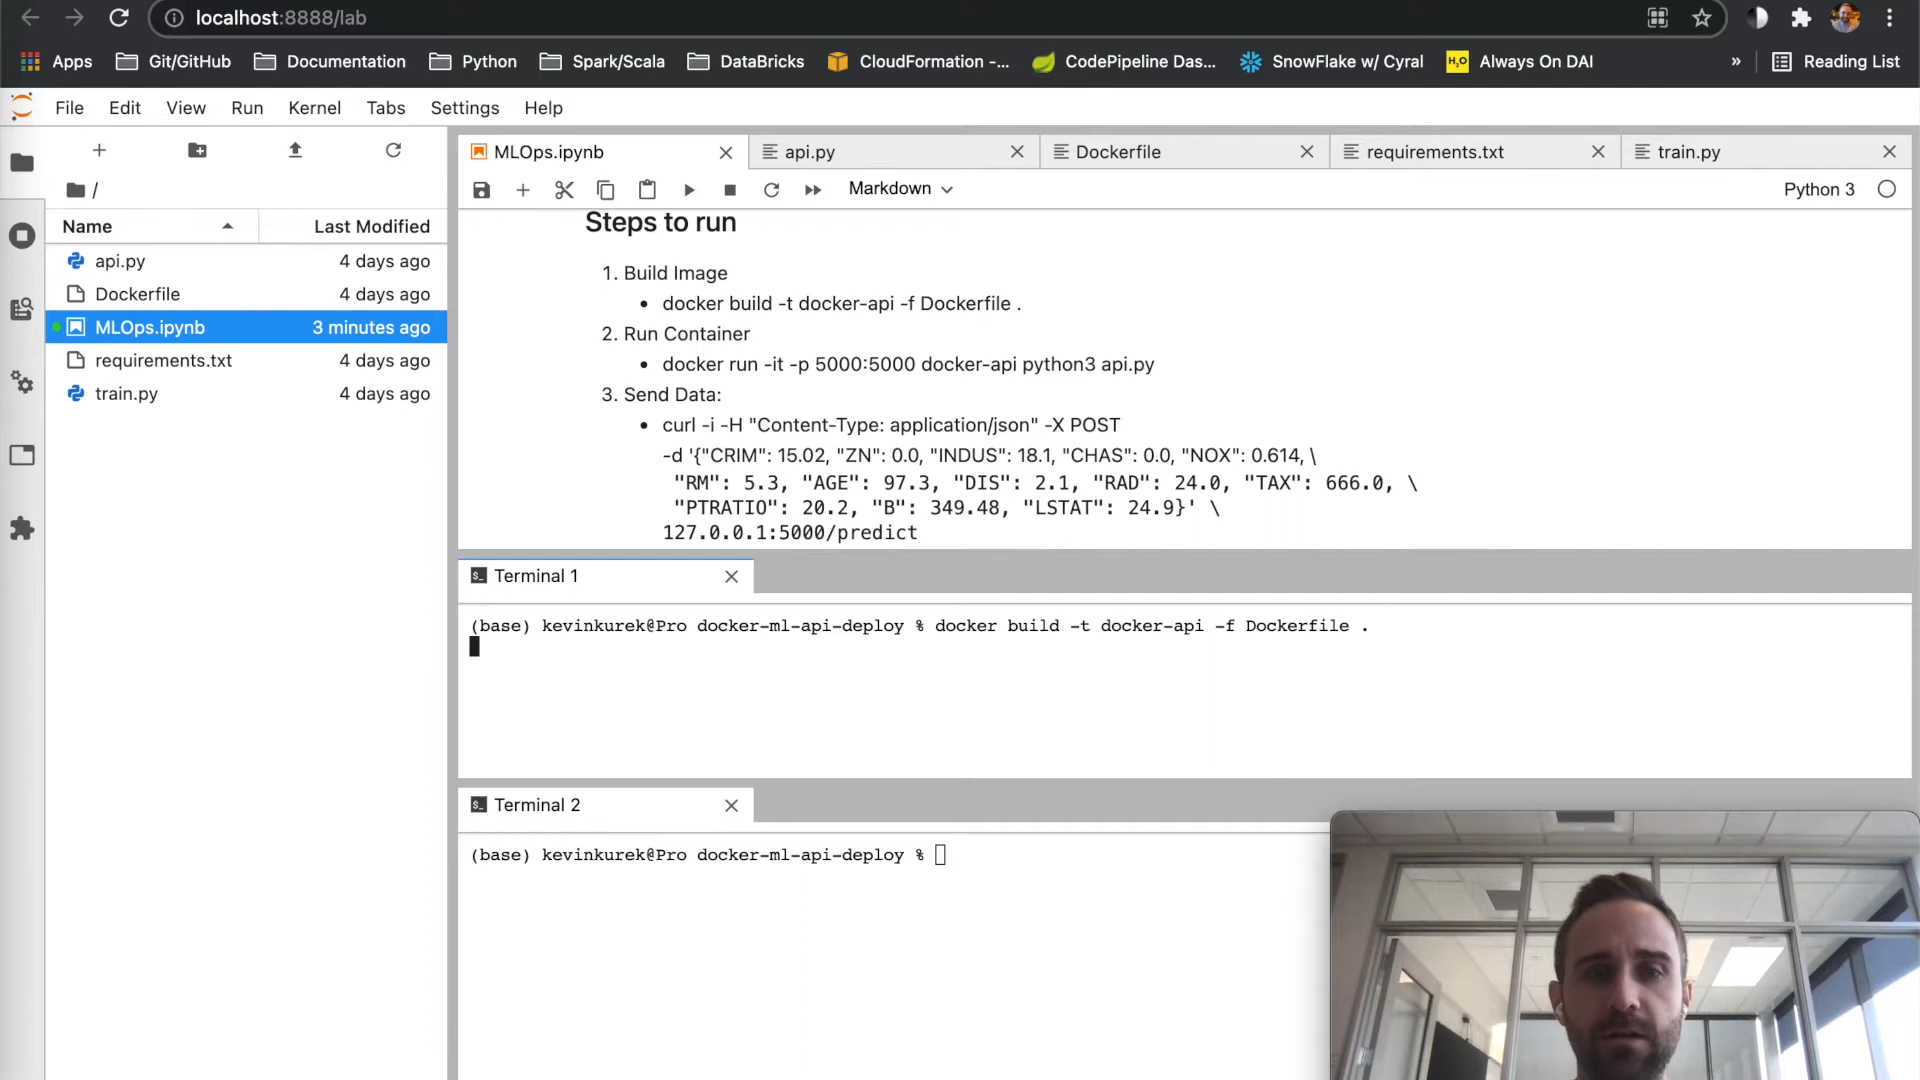 localhost:8888/lab
Apps Git/GitHub Documentation Python Spark/Scala DataBricks CloudFormation -... CodePipeline Das... SnowFlake w/ Cyral H2O Always On DAI » Reading List
File Edit View Run Kernel Tabs Settings Help
MLOps.ipynb api.py Dockerfile requirements.txt train.py
Markdown Python 3
/
Name Last Modified
api.py 4 days ago
Dockerfile 4 days ago
MLOps.ipynb 3 minutes ago
requirements.txt 4 days ago
train.py 4 days ago
Steps to run
1. Build Image
• docker build -t docker-api -f Dockerfile .
2. Run Container
• docker run -it -p 5000:5000 docker-api python3 api.py
3. Send Data:
• curl -i -H "Content-Type: application/json" -X POST
-d '{"CRIM": 15.02, "ZN": 0.0, "INDUS": 18.1, "CHAS": 0.0, "NOX": 0.614, \
"RM": 5.3, "AGE": 97.3, "DIS": 2.1, "RAD": 24.0, "TAX": 666.0, \
"PTRATIO": 20.2, "B": 349.48, "LSTAT": 24.9}' \
127.0.0.1:5000/predict
Terminal 1
(base) kevinkurek@Pro docker-ml-api-deploy % docker build -t docker-api -f Dockerfile .
Terminal 2
(base) kevinkurek@Pro docker-ml-api-deploy %